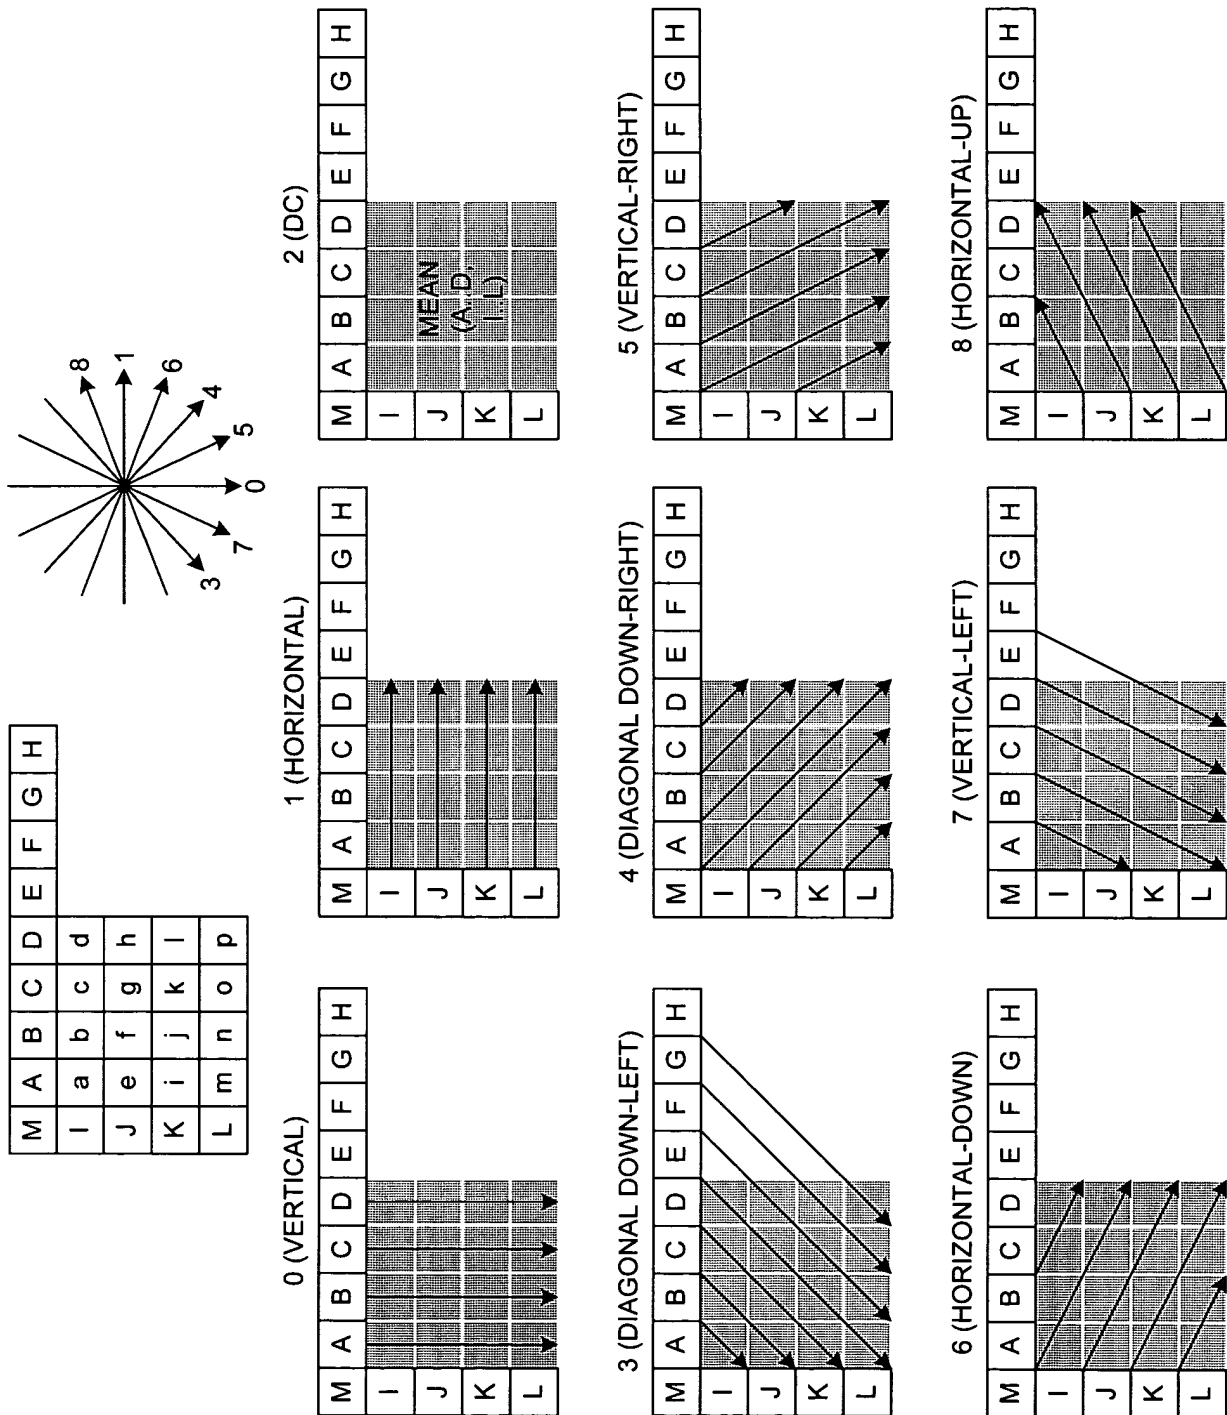 M A B C D E F G H
I a b c d
J e f g h
K i j k l
L m n o p
8
1
6
4
5
0
7
3
0 (VERTICAL)
M A B C D E F G H
I
J
K
L
1 (HORIZONTAL)
M A B C D E F G H
I
J
K
L
2 (DC)
M A B C D E F G H
I
J
K
L
MEAN
(A..D,
I..L)
3 (DIAGONAL DOWN-LEFT)
M A B C D E F G H
I
J
K
L
4 (DIAGONAL DOWN-RIGHT)
M A B C D E F G H
I
J
K
L
5 (VERTICAL-RIGHT)
M A B C D E F G H
I
J
K
L
6 (HORIZONTAL-DOWN)
M A B C D E F G H
I
J
K
L
7 (VERTICAL-LEFT)
M A B C D E F G H
I
J
K
L
8 (HORIZONTAL-UP)
M A B C D E F G H
I
J
K
L